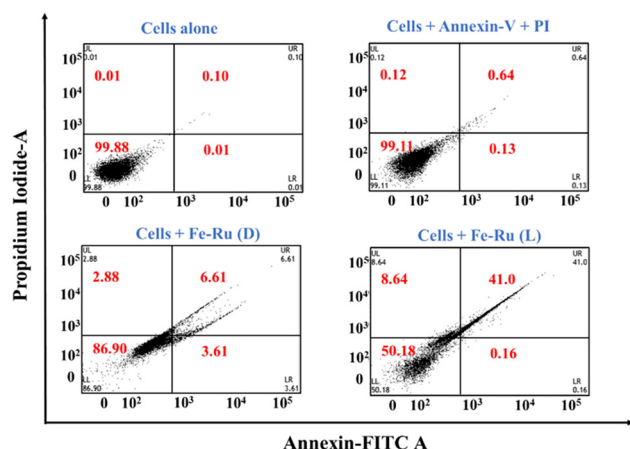 Cells alone
Cells + Annexin-V + PI
UL
0.01
UR
0.10
0.01
0.10
99.88
0.01
LL
99.88
LR
0.01
10⁵
10⁴
10³
10²
0
0 10² 10³ 10⁴ 10⁵
UL
0.12
UR
0.64
0.12
0.64
99.11
0.13
LL
99.11
LR
0.13
10⁵
10⁴
10³
10²
0
0 10² 10³ 10⁴ 10⁵
Cells + Fe-Ru (D)
Cells + Fe-Ru (L)
UL
2.88
UR
6.61
2.88
6.61
86.90
3.61
LL
86.90
LR
3.61
10⁵
10⁴
10³
10²
0
0 10² 10³ 10⁴ 10⁵
UL
8.64
UR
41.0
8.64
41.0
50.18
0.16
LL
50.18
LR
0.16
10⁵
10⁴
10³
10²
0
0 10² 10³ 10⁴ 10⁵
Propidium Iodide-A
Annexin-FITC A